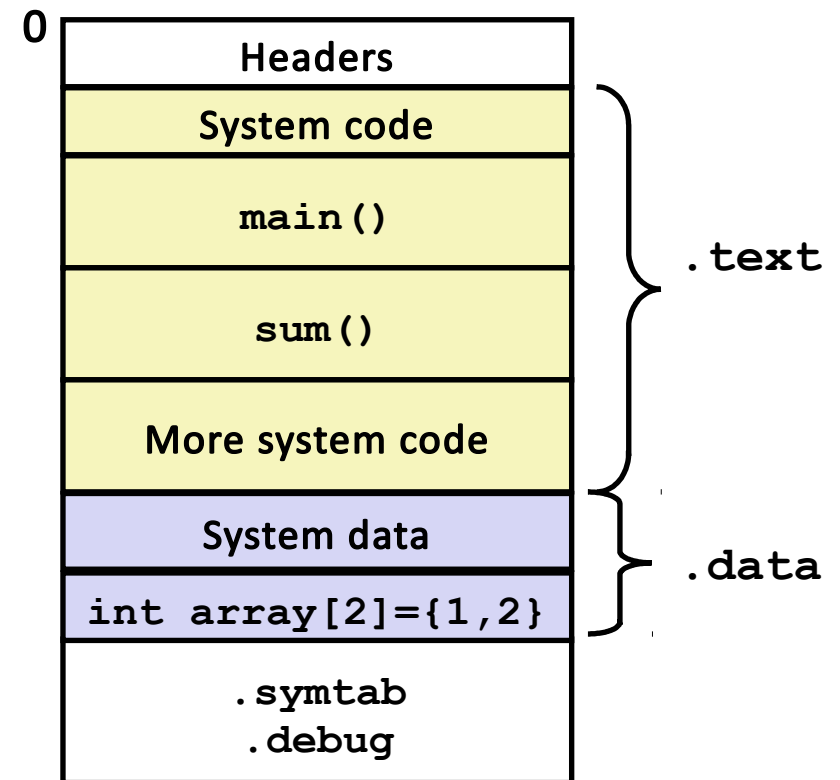 0
Headers
System code
main()
sum()
More system code
.text
System data
int array[2]={1,2}
.data
.symtab
.debug